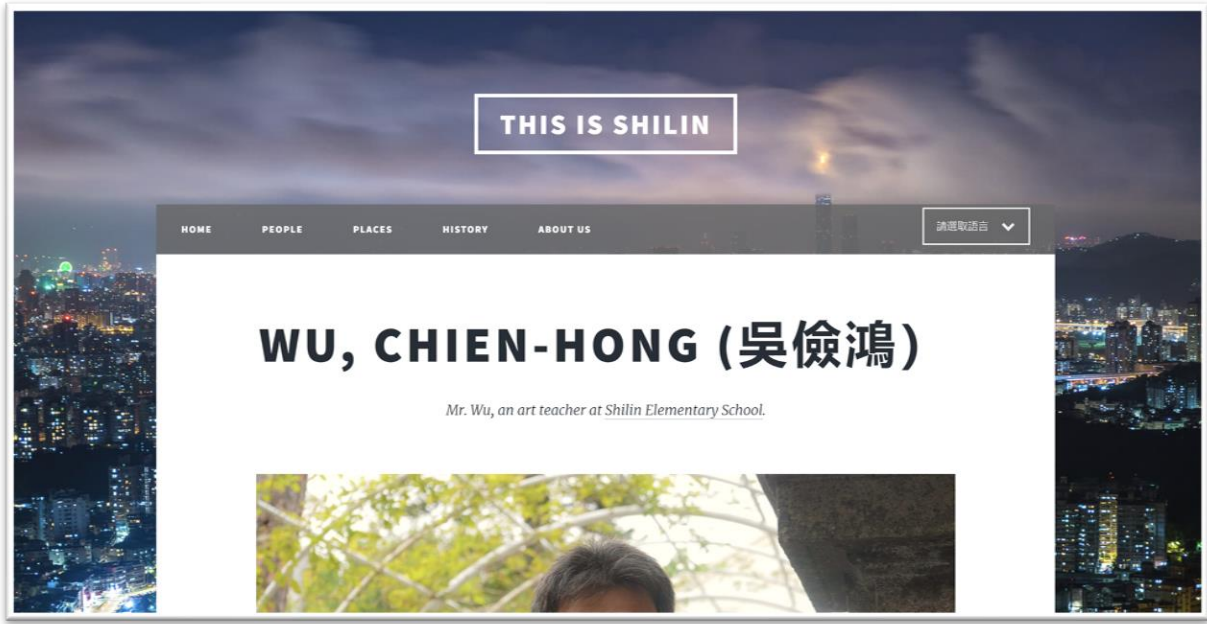 THIS IS SHILIN
HOME PEOPLE PLACES HISTORY ABOUT US 請選取語言
WU, CHIEN-HONG (吳儉鴻)
Mr. Wu, an art teacher at Shilin Elementary School.